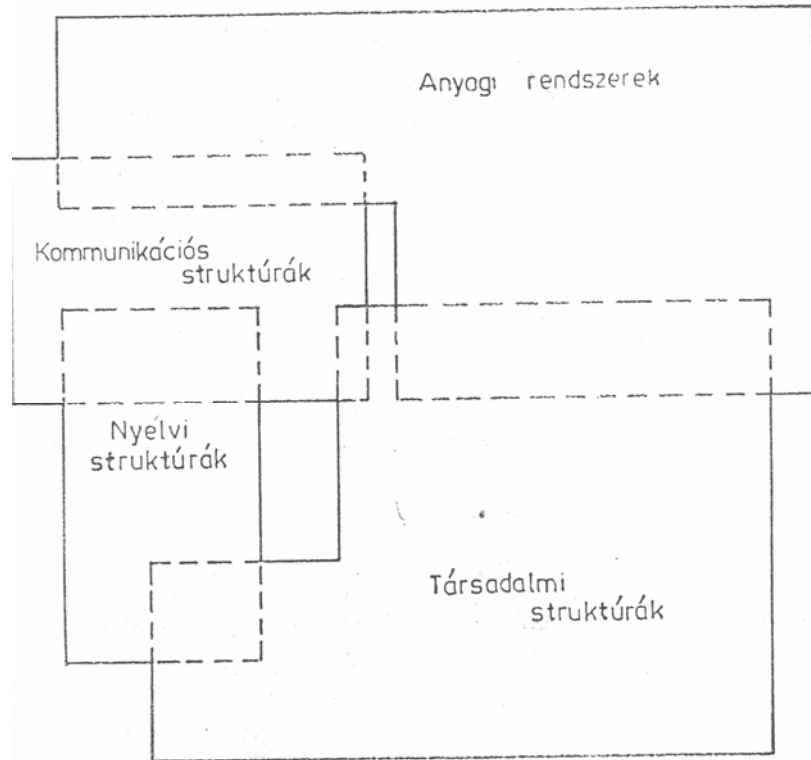 Anyagi rendszerek
Kommunikációs
struktúrák
Nyelvi
struktúrák
Társadalmi
struktúrák